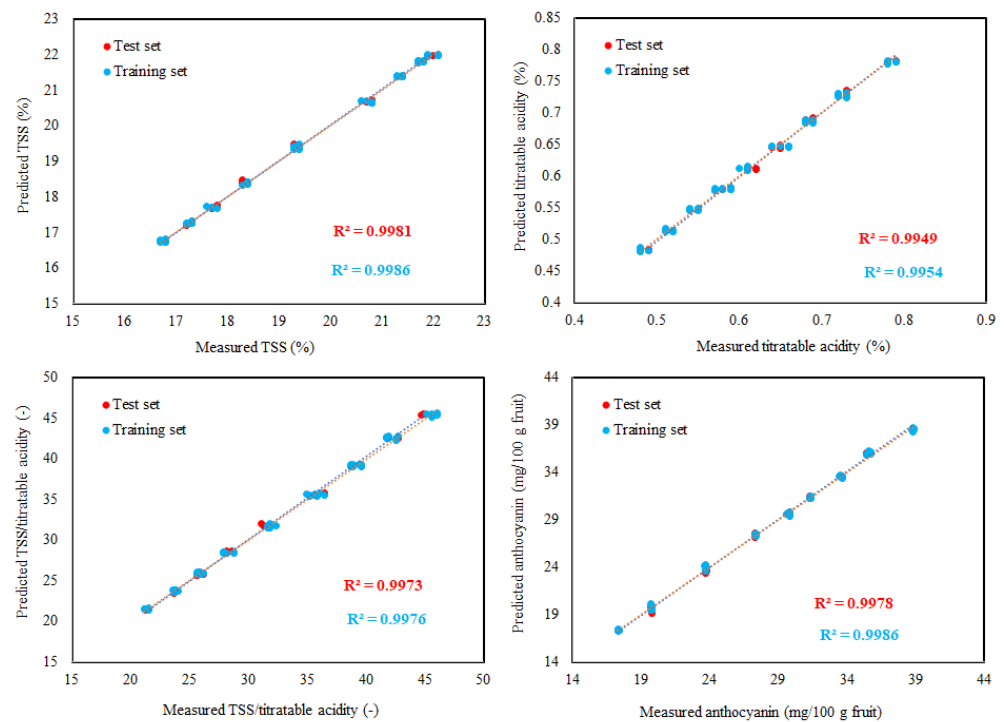 Predicted TSS (%)
23
22
21
20
19
18
17
16
15
Test set
Training set
R² = 0.9981
R² = 0.9986
15 16 17 18 19 20 21 22 23
Measured TSS (%)
Predicted titratable acidity (%)
0.85
0.8
0.75
0.7
0.65
0.6
0.55
0.5
0.45
0.4
Test set
Training set
R² = 0.9949
R² = 0.9954
0.4 0.5 0.6 0.7 0.8 0.9
Measured titratable acidity (%)
Predicted TSS/titratable acidity (-)
50
45
40
35
30
25
20
15
Test set
Training set
R² = 0.9973
R² = 0.9976
15 20 25 30 35 40 45 50
Measured TSS/titratable acidity (-)
Predicted anthocyanin (mg/100 g fruit)
44
39
34
29
24
19
14
Test set
Training set
R² = 0.9978
R² = 0.9986
14 19 24 29 34 39 44
Measured anthocyanin (mg/100 g fruit)